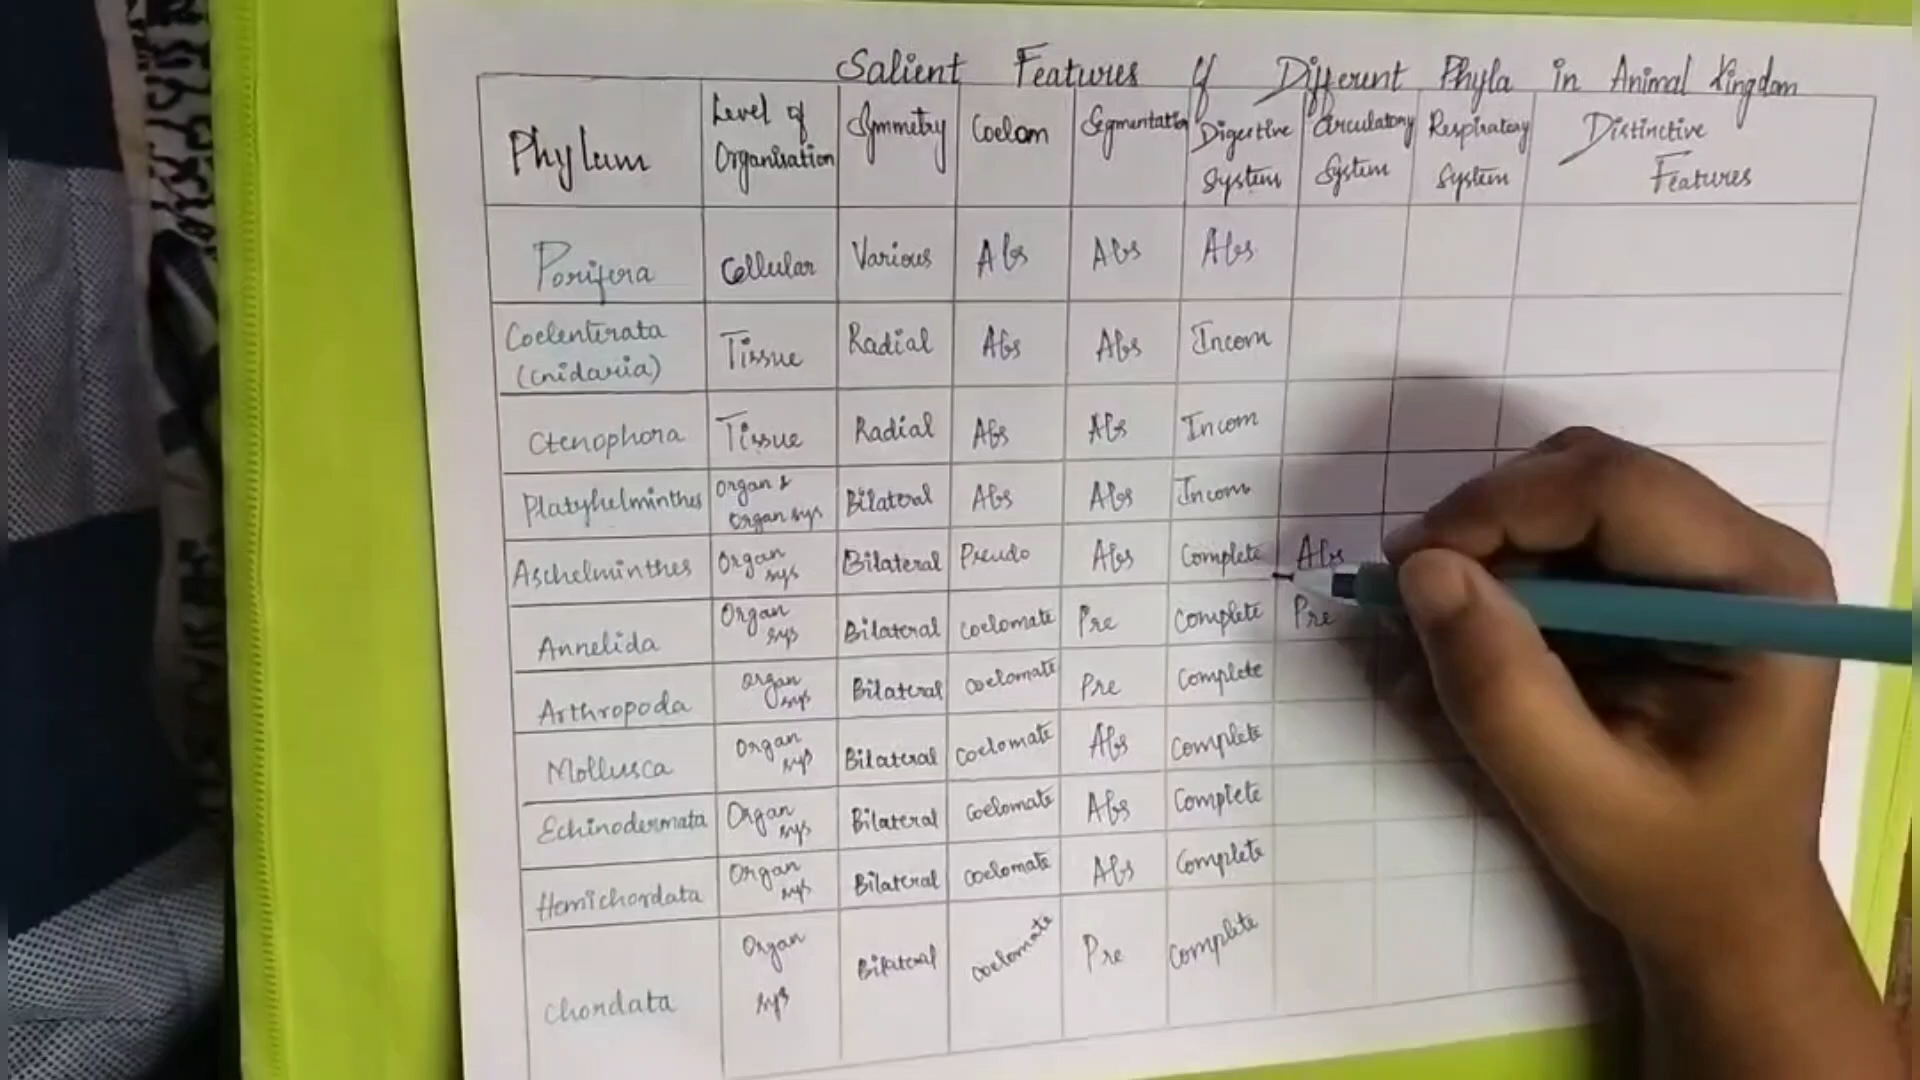 Salient Features of Different Phyla in Animal Kingdom
Phylum Level of Organisation Symmetry Coelom Segmentation Digestive System Circulatory System Respiratory System Distinctive Features
Porifera Cellular Various Abs Abs Abs
Coelenterata (Cnidaria) Tissue Radial Abs Abs Incom
Ctenophora Tissue Radial Abs Abs Incom
Platyhelminthes Organ & Organ sys Bilateral Abs Abs Incom
Aschelminthes Organ sys Bilateral Pseudo Abs Complete Abs
Annelida Organ sys Bilateral Coelomate Pre Complete Pre
Arthropoda Organ sys Bilateral Coelomate Pre Complete
Mollusca Organ sys Bilateral Coelomate Abs Complete
Echinodermata Organ sys Bilateral Coelomate Abs Complete
Hemichordata Organ sys Bilateral Coelomate Abs Complete
Chordata Organ sys Bilateral Coelomate Pre Complete